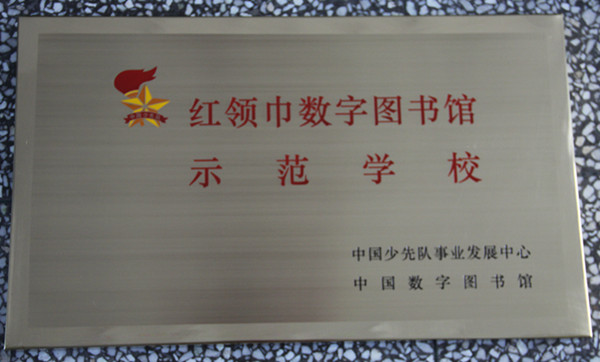 红领巾数字图书馆
示范学校
中国少先队事业发展中心
中国数字图书馆